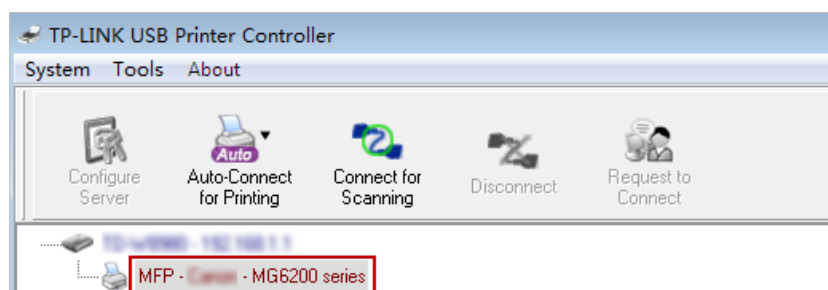 TP-LINK USB Printer Controller
System Tools About
Auto
Configure Server
Auto-Connect for Printing
Connect for Scanning
Disconnect
Request to Connect
MFP - - MG6200 series